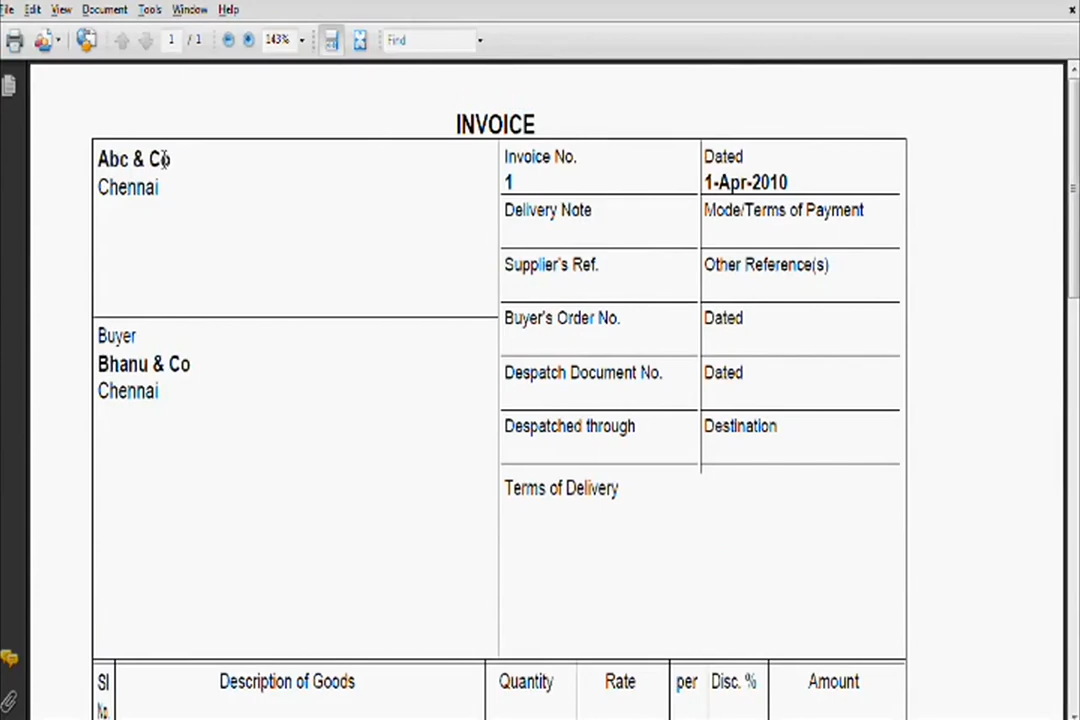 File Edit View Document Tools Window Help
1 / 1 143% Find
INVOICE
Abc & Co
Chennai
Invoice No.
1
Dated
1-Apr-2010
Delivery Note
Mode/Terms of Payment
Supplier's Ref.
Other Reference(s)
Buyer
Bhanu & Co
Chennai
Buyer's Order No.
Dated
Despatch Document No.
Dated
Despatched through
Destination
Terms of Delivery
Sl
No.
Description of Goods
Quantity
Rate
per
Disc. %
Amount